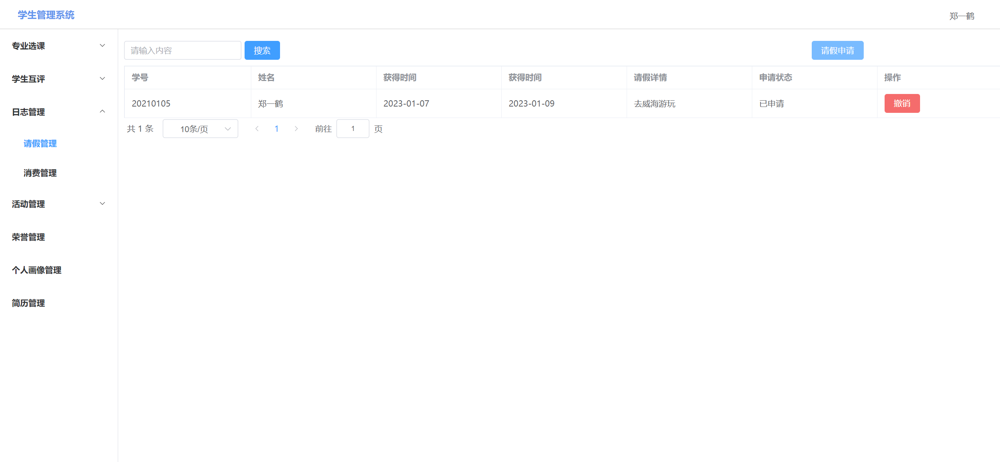 学生管理系统
郑一鹤
专业选课
学生互评
日志管理
请假管理
消费管理
活动管理
荣誉管理
个人画像管理
简历管理
请输入内容 搜索 请假申请
学号 姓名 获得时间 获得时间 请假详情 申请状态 操作
20210105 郑一鹤 2023-01-07 2023-01-09 去威海游玩 已申请 撤销
共 1 条 10条/页 1 前往 1 页